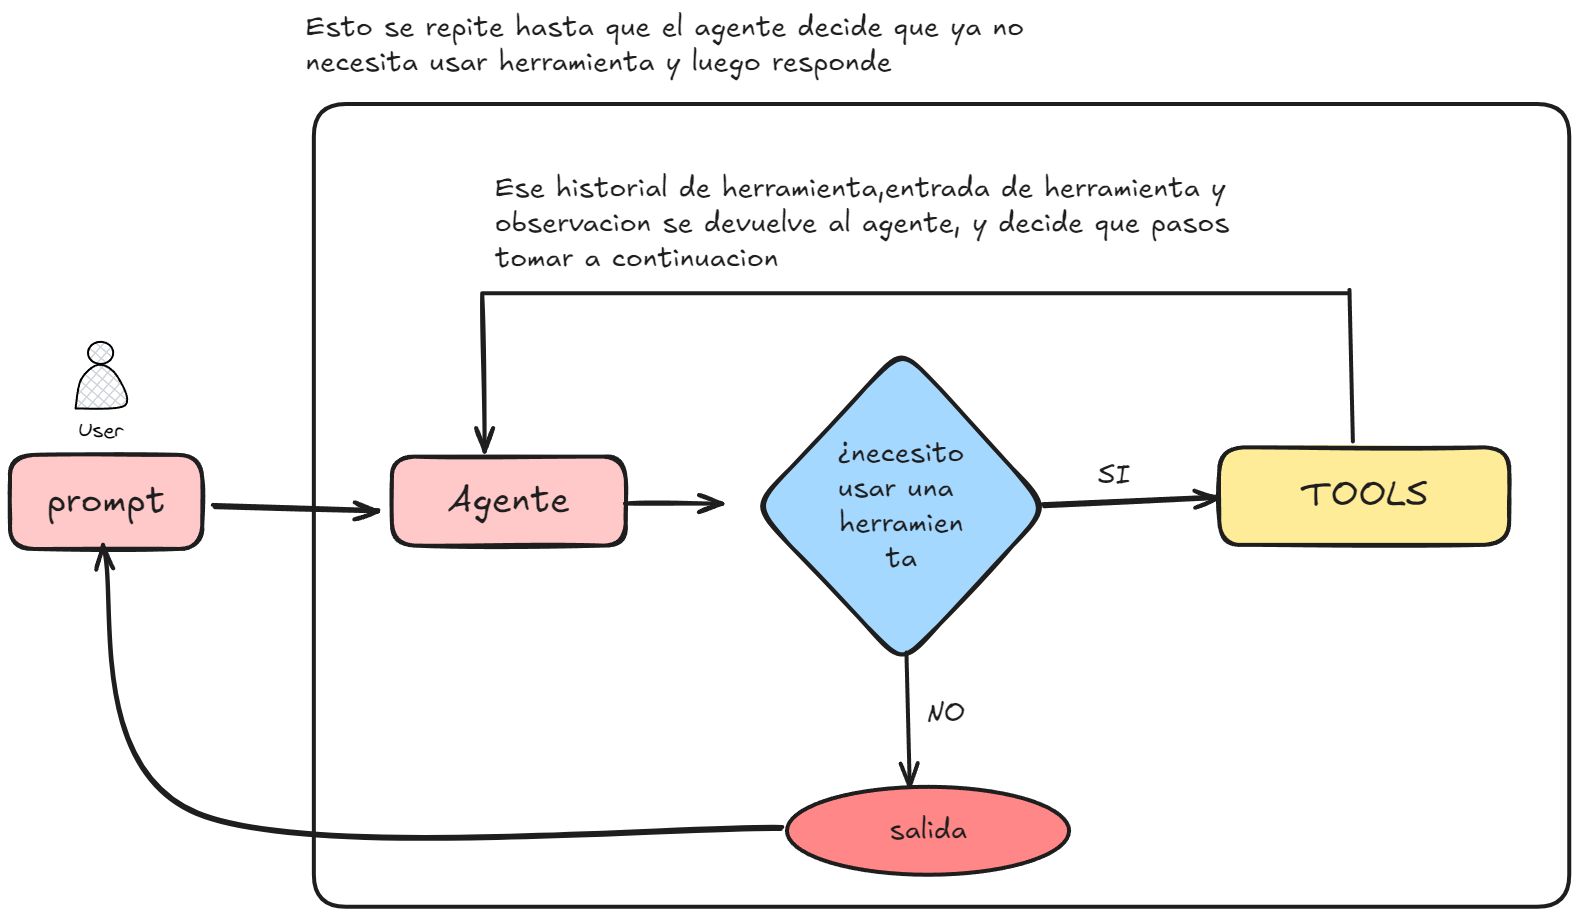 Esto se repite hasta que el agente decide que ya no
necesita usar herramienta y luego responde
Ese historial de herramienta,entrada de herramienta y
observacion se devuelve al agente, y decide que pasos
tomar a continuacion
User
prompt
Agente
¿necesito
usar una
herramien
ta
SI
TOOLS
NO
salida